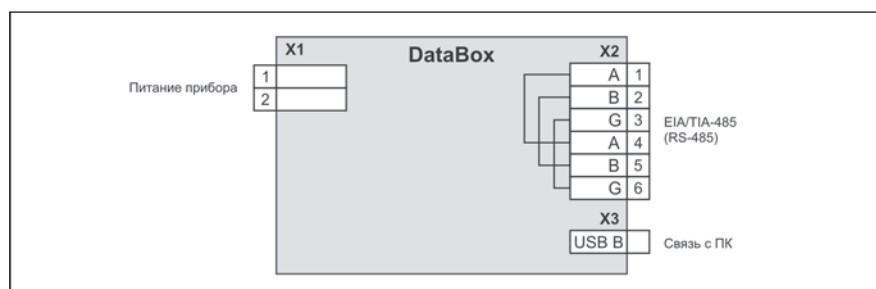 X1
DataBox
X2
Питание прибора
1
2
A 1
B 2
G 3
A 4
B 5
G 6
EIA/TIA-485
(RS-485)
X3
USB B
Связь с ПК